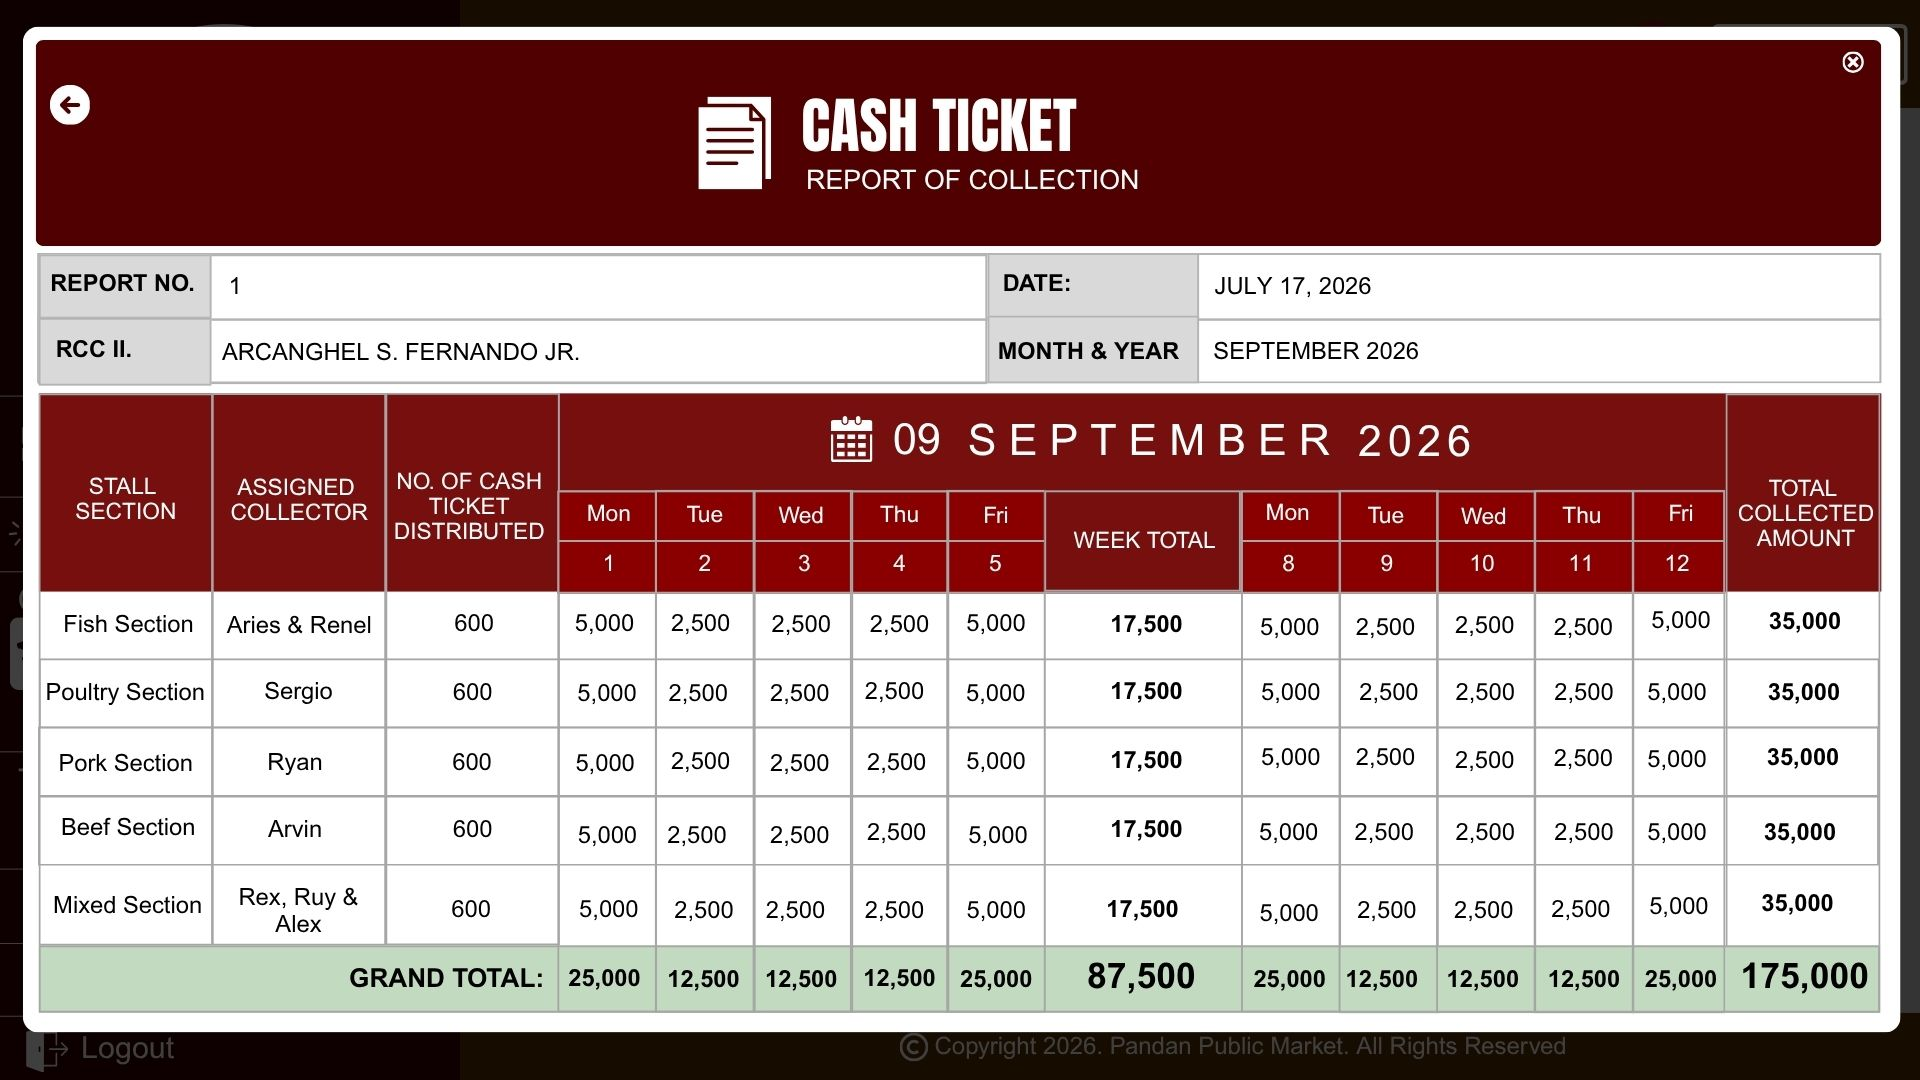 CASH TICKET
REPORT OF COLLECTION
REPORT NO. 1 DATE: JULY 17, 2026
RCC II. ARCANGHEL S. FERNANDO JR. MONTH & YEAR SEPTEMBER 2026
STALL SECTION ASSIGNED COLLECTOR NO. OF CASH TICKET DISTRIBUTED 09 SEPTEMBER 2026 TOTAL COLLECTED AMOUNT
Mon Tue Wed Thu Fri WEEK TOTAL Mon Tue Wed Thu Fri
1 2 3 4 5 8 9 10 11 12
Fish Section Aries & Renel 600 5,000 2,500 2,500 2,500 5,000 17,500 5,000 2,500 2,500 2,500 5,000 35,000
Poultry Section Sergio 600 5,000 2,500 2,500 2,500 5,000 17,500 5,000 2,500 2,500 2,500 5,000 35,000
Pork Section Ryan 600 5,000 2,500 2,500 2,500 5,000 17,500 5,000 2,500 2,500 2,500 5,000 35,000
Beef Section Arvin 600 5,000 2,500 2,500 2,500 5,000 17,500 5,000 2,500 2,500 2,500 5,000 35,000
Mixed Section Rex, Ruy & Alex 600 5,000 2,500 2,500 2,500 5,000 17,500 5,000 2,500 2,500 2,500 5,000 35,000
GRAND TOTAL: 25,000 12,500 12,500 12,500 25,000 87,500 25,000 12,500 12,500 12,500 25,000 175,000
Logout
© Copyright 2026. Pandan Public Market. All Rights Reserved